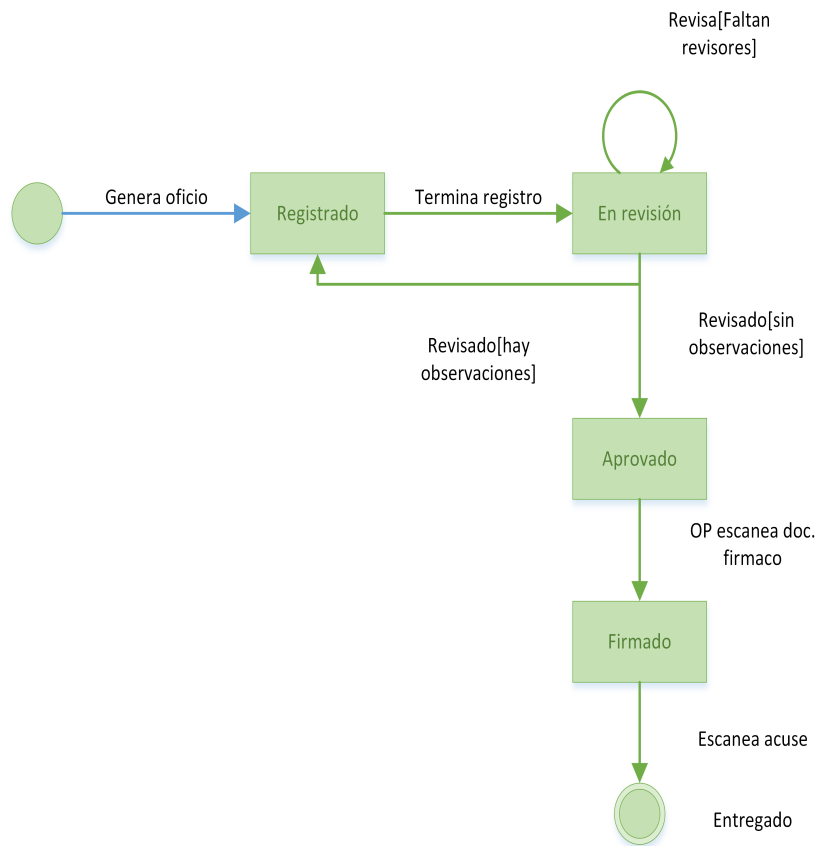 Revisa[Faltan
revisores]
Genera oficio
Registrado
Termina registro
En revisión
Revisado[sin
observaciones]
Revisado[hay
observaciones]
Aprovado
OP escanea doc.
firmaco
Firmado
Escanea acuse
Entregado